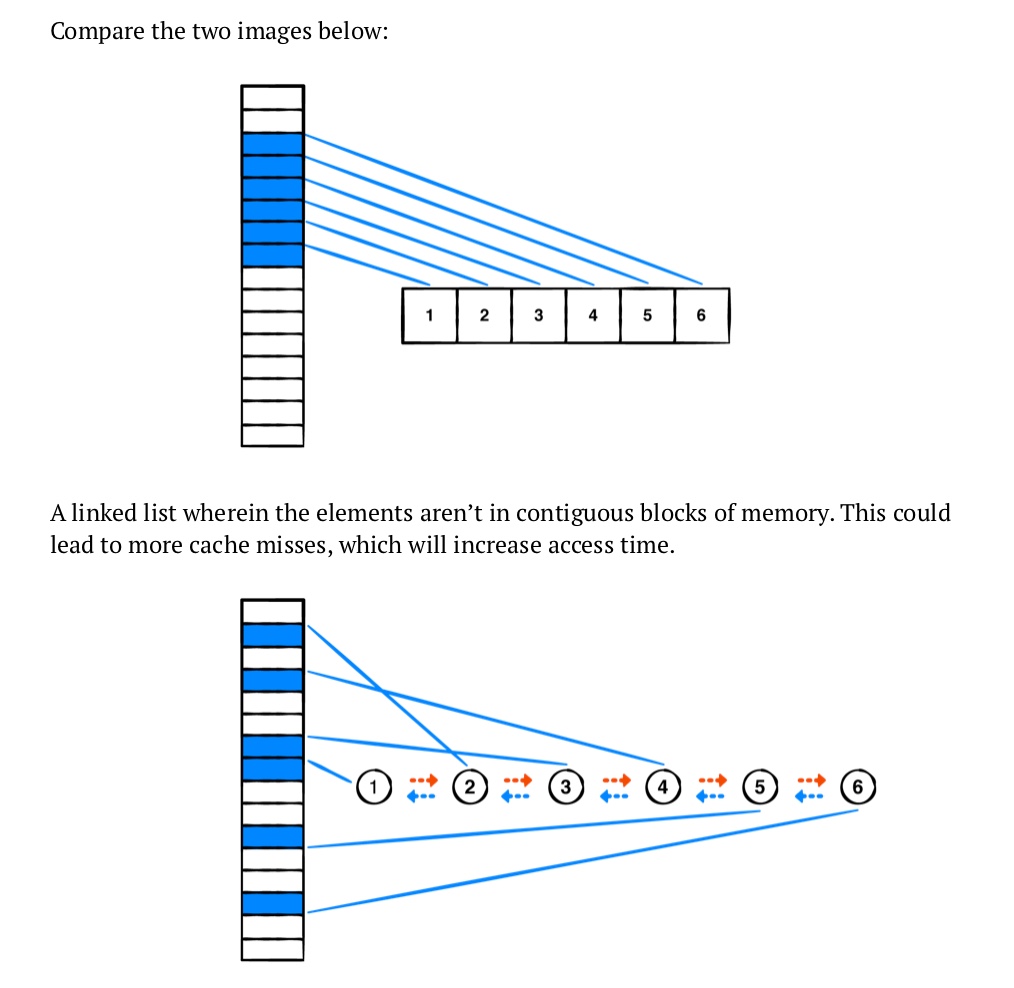 Compare the two images below:
1 2 3 4 5 6
A linked list wherein the elements aren’t in contiguous blocks of memory. This could
lead to more cache misses, which will increase access time.
1 2 3 4 5 6